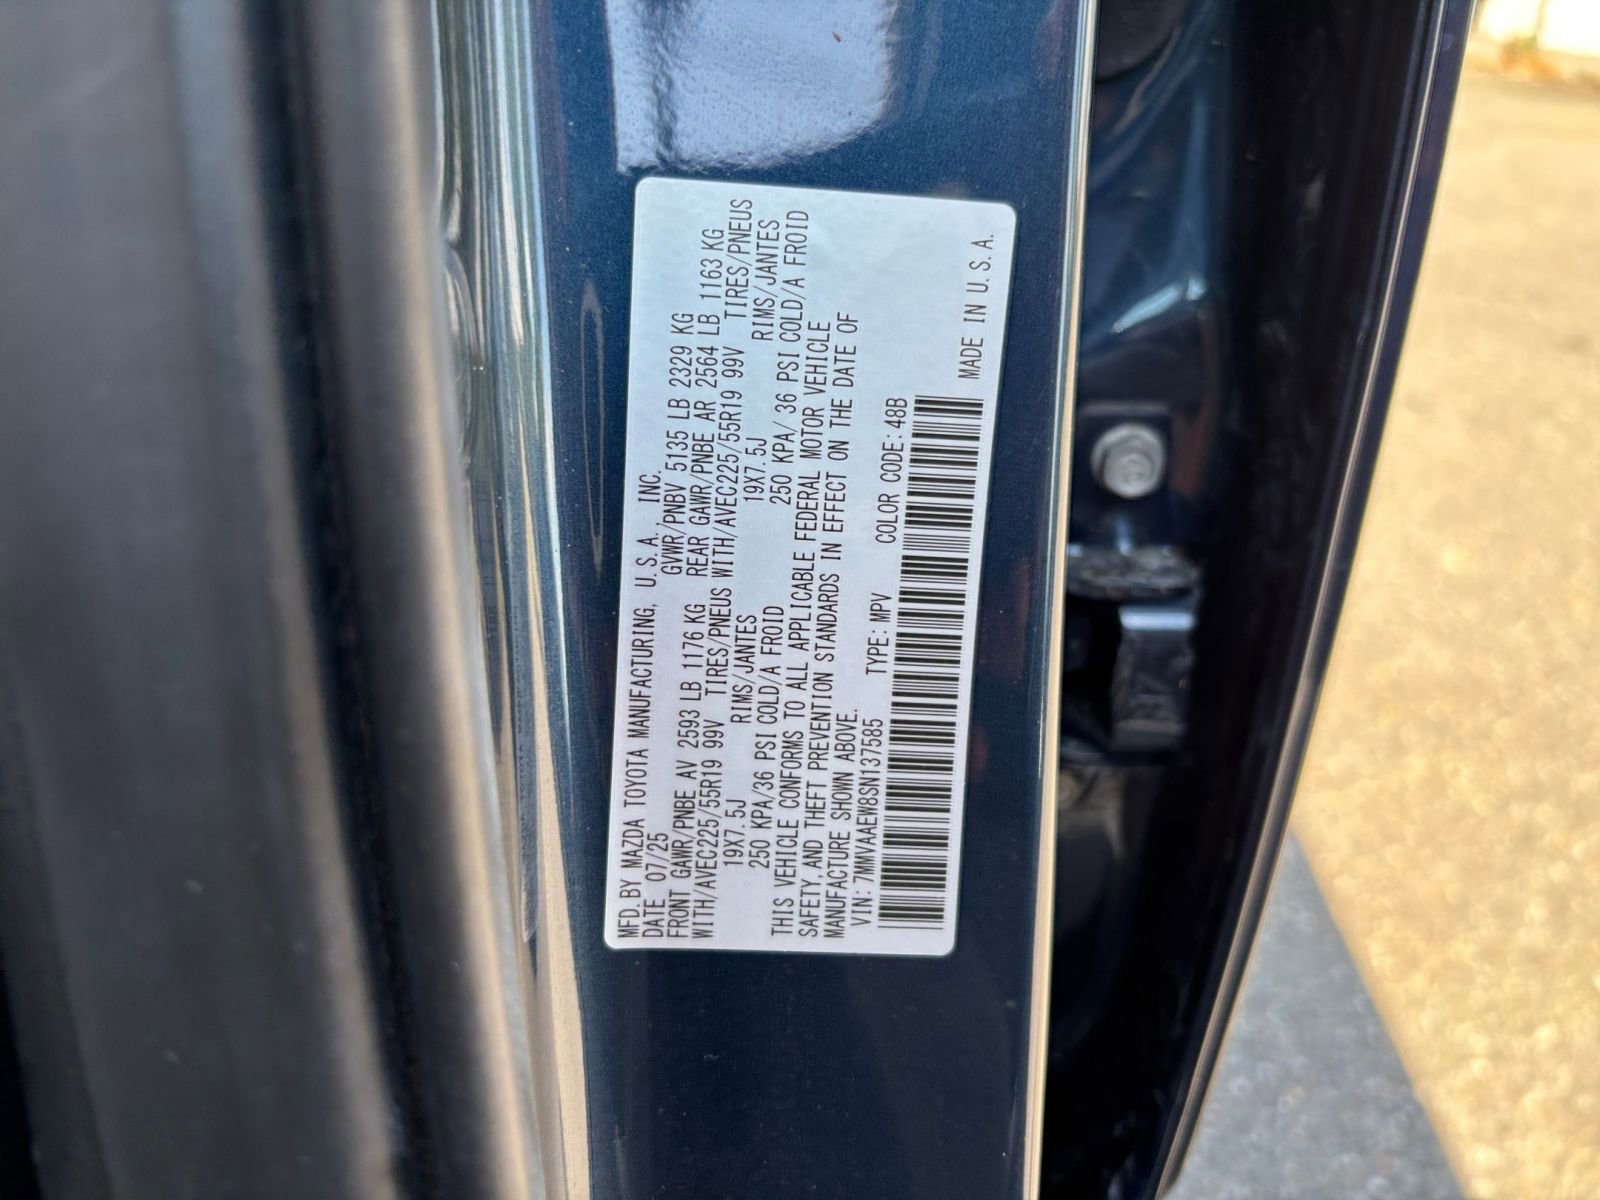 MFD.BY MAZDA TOYOTA MANUFACTURING, U.S.A., INC.
DATE 07/25 GVWR/PNBV 5135 LB 2329 KG
FRONT GAWR/PNBE AV 2593 LB 1176 KG REAR GAWR/PNBE AR 2564 LB 1163 KG
WITH/AVEC225/55R19 99V TIRES/PNEUS WITH/AVEC225/55R19 99V TIRES/PNEUS
19X7.5J RIMS/JANTES 19X7.5J RIMS/JANTES
250 KPA/36 PSI COLD/A FROID 250 KPA/ 36 PSI COLD/A FROID
THIS VEHICLE CONFORMS TO ALL APPLICABLE FEDERAL MOTOR VEHICLE
SAFETY, AND THEFT PREVENTION STANDARDS IN EFFECT ON THE DATE OF
MANUFACTURE SHOWN ABOVE.
VIN: 7MMVAAEW8SN137585 TYPE: MPV COLOR CODE: 48B
MADE IN U.S.A.